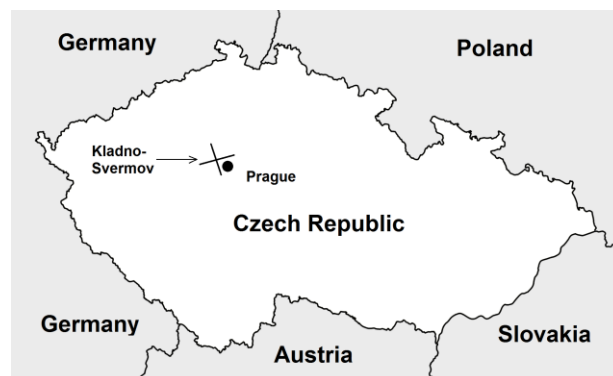 Germany
Poland
Kladno-
Svermov
Prague
Czech Republic
Germany
Slovakia
Austria